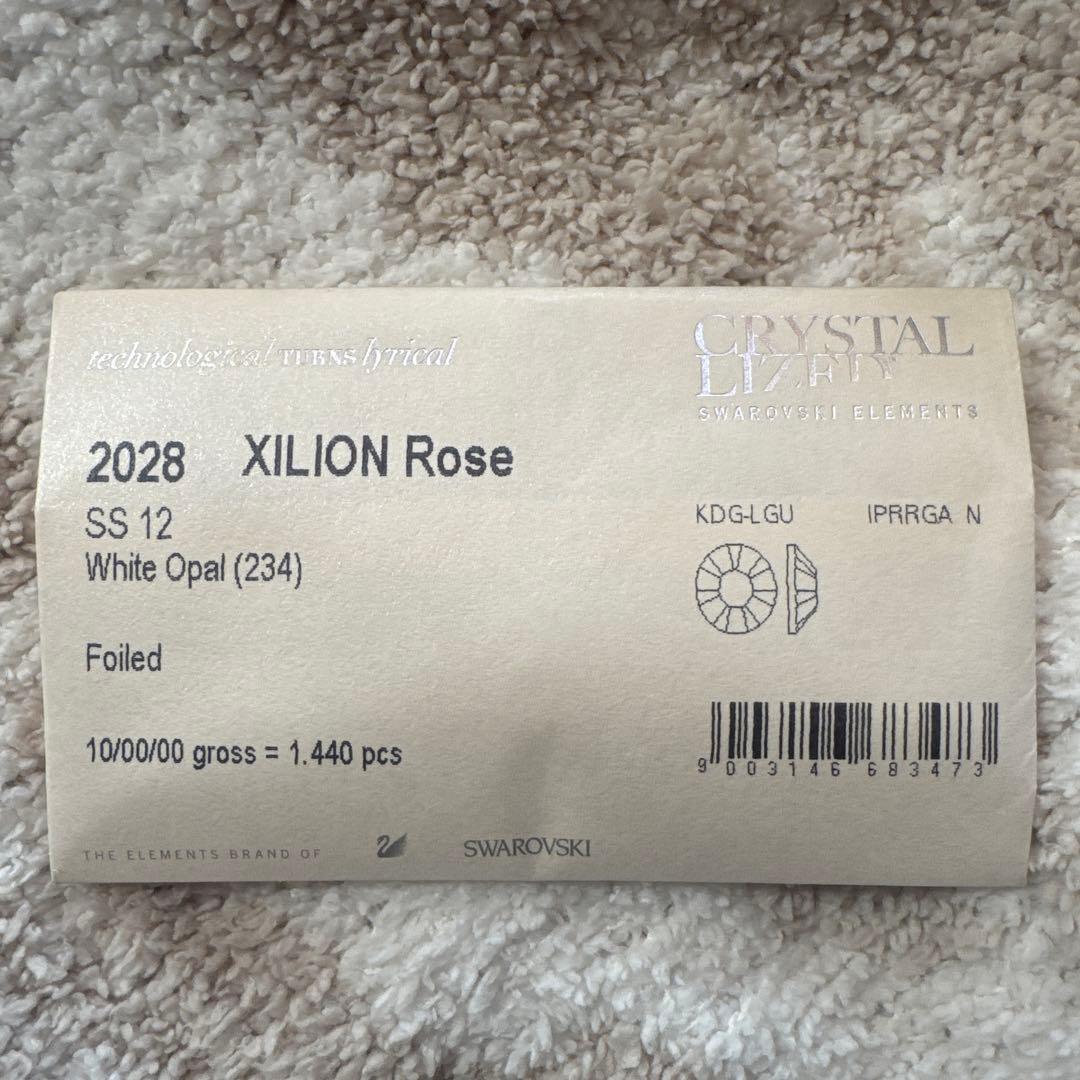 technological TURNS lyrical
CRYSTAL
LIZED™
SWAROVSKI ELEMENTS
2028 XILION Rose
SS 12
White Opal (234)
KDG-LGU IPRRGA N
Foiled
10/00/00 gross = 1.440 pcs
9 003146 683473
THE ELEMENTS BRAND OF SWAROVSKI